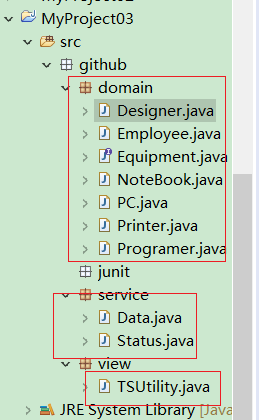 MyProject03
src
github
domain
Designer.java
Employee.java
Equipment.java
NoteBook.java
PC.java
Printer.java
Programer.java
junit
service
Data.java
Status.java
view
TSUtility.java
JRE System Library [Java